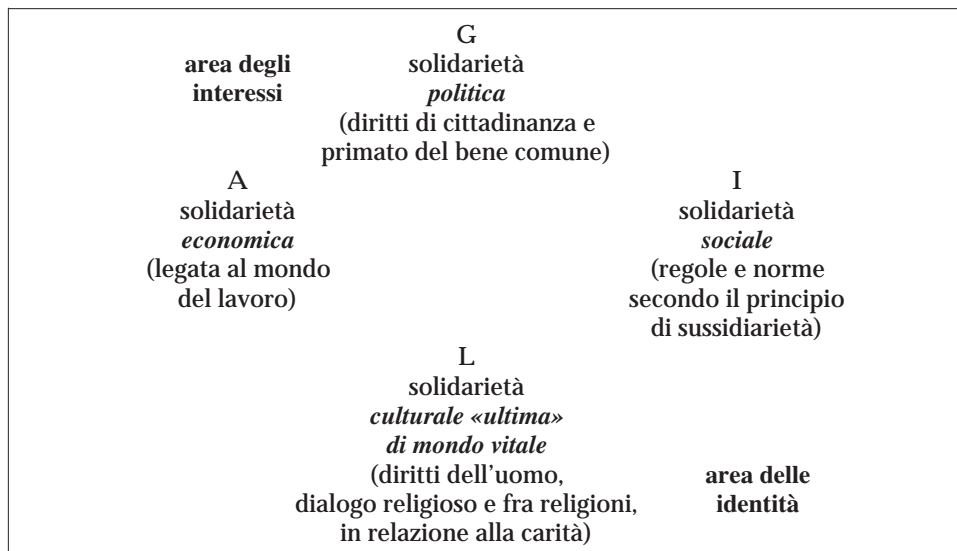 G
area degli
interessi
solidarietà
politica
(diritti di cittadinanza e
primato del bene comune)
A
solidarietà
economica
(legata al mondo
del lavoro)
I
solidarietà
sociale
(regole e norme
secondo il principio
di sussidiarietà)
L
solidarietà
culturale «ultima»
di mondo vitale
(diritti dell'uomo,
dialogo religioso e fra religioni,
in relazione alla carità)
area delle
identità